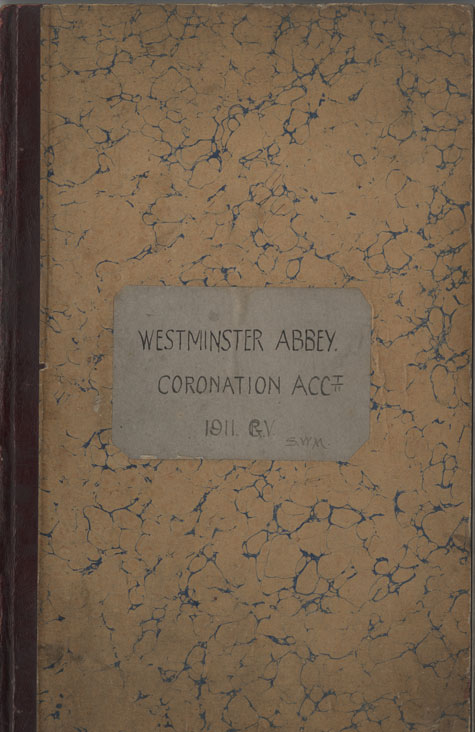 WESTMINSTER ABBEY.
CORONATION ACCT
1911. G.V.
S.W.M.